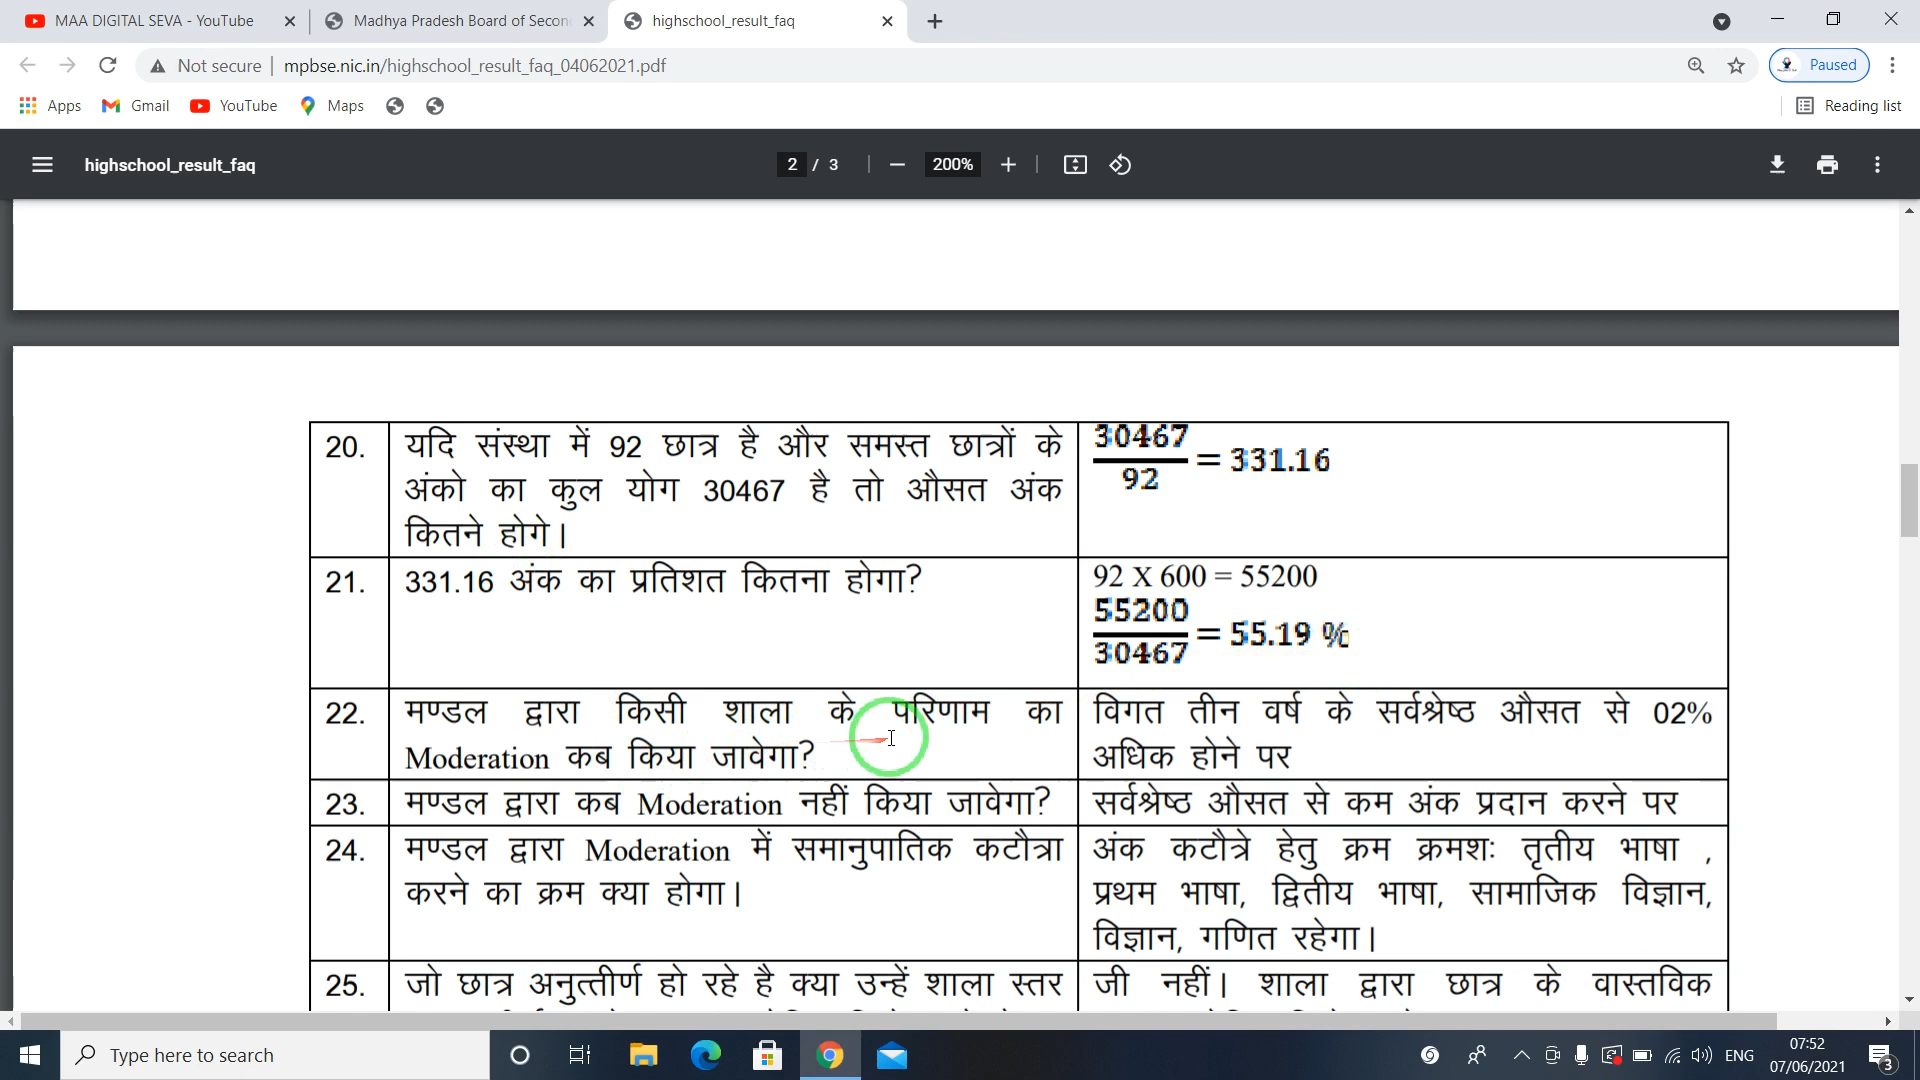 MAA DIGITAL SEVA - YouTube
Madhya Pradesh Board of Secon
highschool_result_faq
Not secure
mpbse.nic.in/highschool_result_faq_04062021.pdf
Paused
Apps
Gmail
YouTube
Maps
Reading list
highschool_result_faq
2 / 3
200%
20. यदि संस्था में 92 छात्र है और समस्त छात्रों के
अंको का कुल योग 30467 है तो औसत अंक
कितने होगे।
30467
92
= 331.16
21. 331.16 अंक का प्रतिशत कितना होगा?
92 X 600 = 55200
55200
30467
= 55.19 %
22. मण्डल द्वारा किसी शाला के परिणाम का
Moderation कब किया जावेगा?
विगत तीन वर्ष के सर्वश्रेष्ठ औसत से 02%
अधिक होने पर
23. मण्डल द्वारा कब Moderation नहीं किया जावेगा?
सर्वश्रेष्ठ औसत से कम अंक प्रदान करने पर
24. मण्डल द्वारा Moderation में समानुपातिक कटौत्रा
करने का क्रम क्या होगा।
अंक कटौत्रे हेतु क्रम क्रमशः तृतीय भाषा ,
प्रथम भाषा, द्वितीय भाषा, सामाजिक विज्ञान,
विज्ञान, गणित रहेगा।
25. जो छात्र अनुत्तीर्ण हो रहे है क्या उन्हें शाला स्तर
जी नहीं। शाला द्वारा छात्र के वास्तविक
Type here to search
ENG
07:52
07/06/2021
3